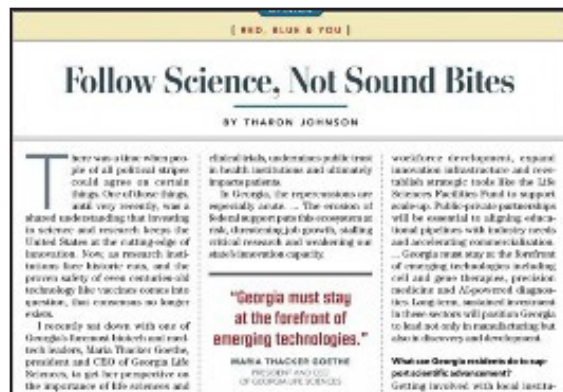 [ RED, BLUE & YOU ]
Follow Science, Not Sound Bites
BY THARON JOHNSON
There was a time when peo-
ple of all political stripes
could agree on certain
things. One of those things,
until very recently, was a
shared understanding that investing
in science and research keeps the
United States at the cutting-edge of
innovation. Now, as research insti-
tutions face historic cuts, and the
proven safety of even centuries-old
technology like vaccines comes into
question, that consensus no longer
exists.
I recently sat down with one of
Georgia's foremost biotech and med-
tech leaders, Maria Thacker Goethe,
president and CEO of Georgia Life
Sciences, to get her perspective on
the importance of life sciences and
clinical trials, undermines public trust
in health institutions and ultimately
impacts patients.
In Georgia, the repercussions are
especially acute. ... The erosion of
federal support puts this ecosystem at
risk, threatening job growth, stalling
critical research and weakening our
state's innovation capacity.
"Georgia must stay
at the forefront of
emerging technologies."
MARIA THACKER GOETHE
PRESIDENT AND CEO
OF GEORGIA LIFE SCIENCES
workforce development, expand
innovation infrastructure and rees-
tablish strategic tools like the Life
Sciences Facilities Fund to support
scale-up. Public-private partnerships
will be essential to aligning educa-
tional pipelines with industry needs
and accelerating commercialization.
... Georgia must stay at the forefront
of emerging technologies including
cell and gene therapies, precision
medicine and AI-powered diagnos-
tics. Long-term, sustained investment
in these sectors will position Georgia
to lead not only in manufacturing but
also in discovery and development.
What can Georgia residents do to sup-
port scientific advancement?
Getting involved with local institu-